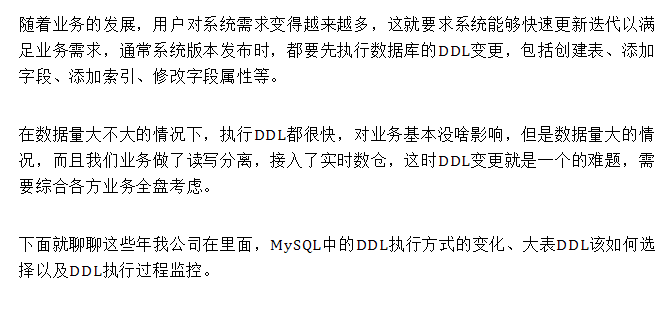 随着业务的发展，用户对系统需求变得越来越多，这就要求系统能够快速更新迭代以满
足业务需求，通常系统版本发布时，都要先执行数据库的DDL变更，包括创建表、添加
字段、添加索引、修改字段属性等。
在数据量大不大的情况下，执行DDL都很快，对业务基本没啥影响，但是数据量大的情
况，而且我们业务做了读写分离，接入了实时数仓，这时DDL变更就是一个的难题，需
要综合各方业务全盘考虑。
下面就聊聊这些年我公司在里面，MySQL中的DDL执行方式的变化、大表DDL该如何选
择以及DDL执行过程监控。